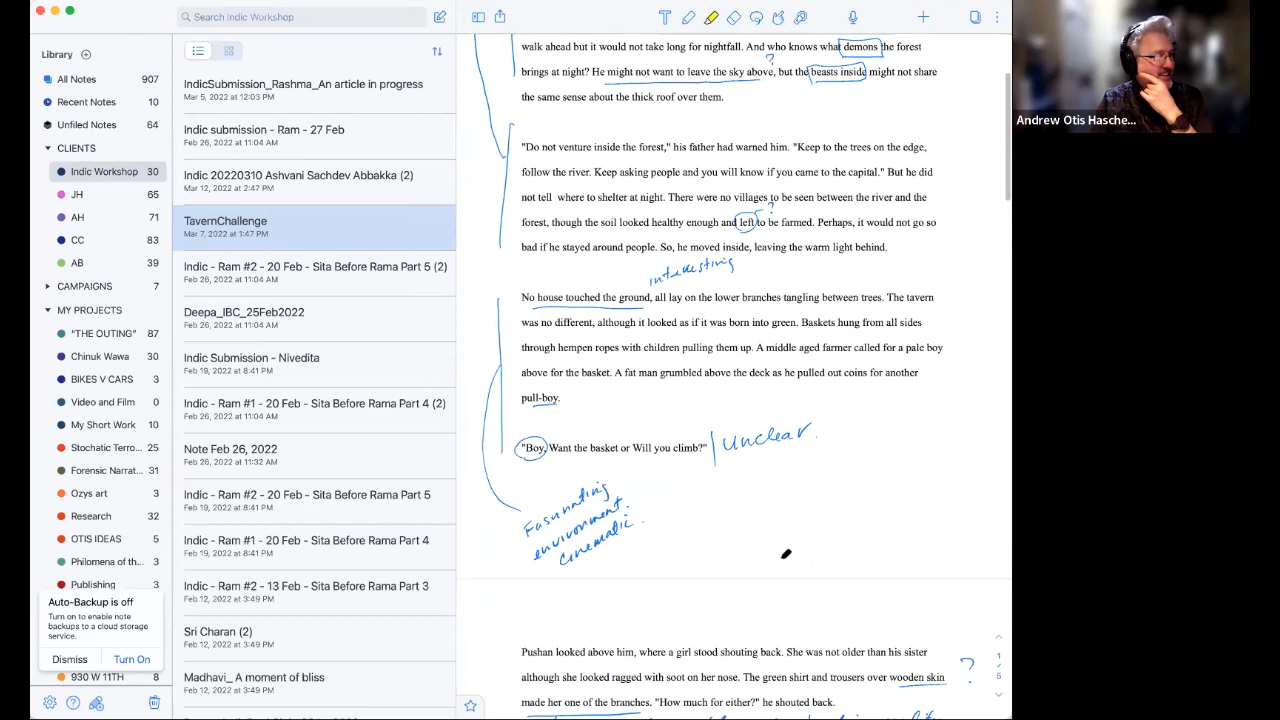 Search Indic Workshop
Library
All Notes 907
Recent Notes 10
Unfiled Notes 64
CLIENTS
Indic Workshop 30
JH 65
AH 71
CC 83
AB 39
CAMPAIGNS 7
MY PROJECTS
“THE OUTING” 87
Chinuk Wawa 30
BIKES V CARS 3
Video and Film 0
My Short Work 10
Stochatic Terro... 25
Forensic Narrat... 31
Ozys art 3
Research 32
OTIS IDEAS 5
Philomena of th... 3
Publishing 3
Auto-Backup is off
Turn on to enable note
backups to a cloud storage
service.
Dismiss Turn On
930 W 11TH 8
IndicSubmission_Rashma_An article in progress
Mar 5, 2022 at 12:03 PM
Indic submission - Ram - 27 Feb
Feb 26, 2022 at 11:04 AM
Indic 20220310 Ashvani Sachdev Abbakka (2)
Mar 12, 2022 at 2:47 PM
TavernChallenge
Mar 7, 2022 at 1:47 PM
Indic - Ram #2 - 20 Feb - Sita Before Rama Part 5 (2)
Feb 26, 2022 at 11:04 AM
Deepa_IBC_25Feb2022
Feb 26, 2022 at 11:04 AM
Indic Submission - Nivedita
Feb 19, 2022 at 8:41 PM
Indic - Ram #1 - 20 Feb - Sita Before Rama Part 4 (2)
Feb 26, 2022 at 11:04 AM
Note Feb 26, 2022
Feb 26, 2022 at 11:32 AM
Indic - Ram #2 - 20 Feb - Sita Before Rama Part 5
Feb 19, 2022 at 8:41 PM
Indic - Ram #1 - 20 Feb - Sita Before Rama Part 4
Feb 19, 2022 at 8:41 PM
Indic - Ram #2 - 13 Feb - Sita Before Rama Part 3
Feb 12, 2022 at 3:49 PM
Sri Charan (2)
Feb 12, 2022 at 3:49 PM
Madhavi_ A moment of bliss
Feb 12, 2022 at 3:49 PM
walk ahead but it would not take long for nightfall. And who knows what demons the forest
?
brings at night? He might not want to leave the sky above, but the beasts inside might not share
the same sense about the thick roof over them.
"Do not venture inside the forest," his father had warned him. "Keep to the trees on the edge,
follow the river. Keep asking people and you will know if you came to the capital." But he did
not tell where to shelter at night. There were no villages to be seen between the river and the
?
forest, though the soil looked healthy enough and left to be farmed. Perhaps, it would not go so
bad if he stayed around people. So, he moved inside, leaving the warm light behind.
interesting
No house touched the ground, all lay on the lower branches tangling between trees. The tavern
was no different, although it looked as if it was born into green. Baskets hung from all sides
through hempen ropes with children pulling them up. A middle aged farmer called for a pale boy
above for the basket. A fat man grumbled above the deck as he pulled out coins for another
pull-boy.
"Boy, Want the basket or Will you climb?" unclear.
Fascinating
environment.
cinematic.
Pushan looked above him, where a girl stood shouting back. She was not older than his sister
although she looked ragged with soot on her nose. The green shirt and trousers over wooden skin ?
made her one of the branches. "How much for either?" he shouted back.
1
5
Andrew Otis Hasche...